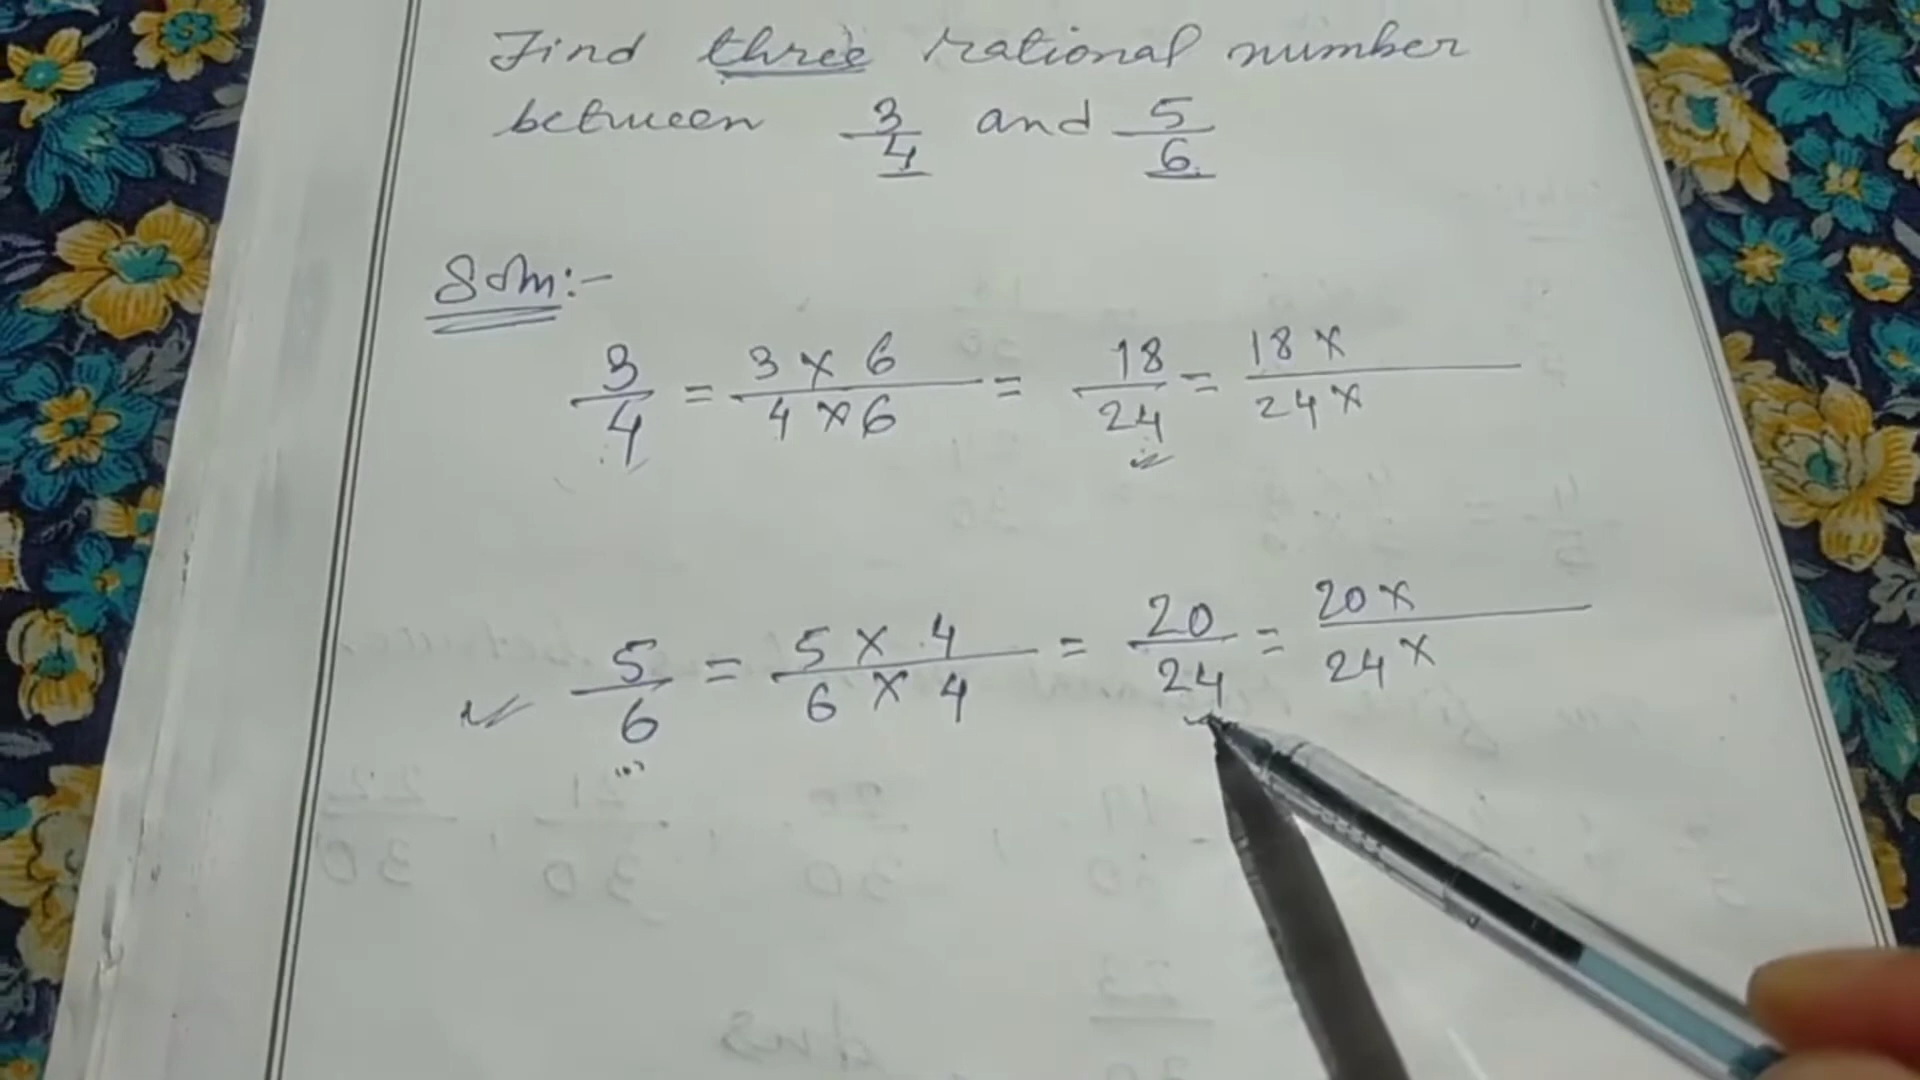 Find three rational number
between 3/4 and 5/6
Soln:-
3/4 = 3 x 6 / 4 x 6 = 18/24 = 18 x / 24 x
5/6 = 5 x 4 / 6 x 4 = 20/24 = 20 x / 24 x